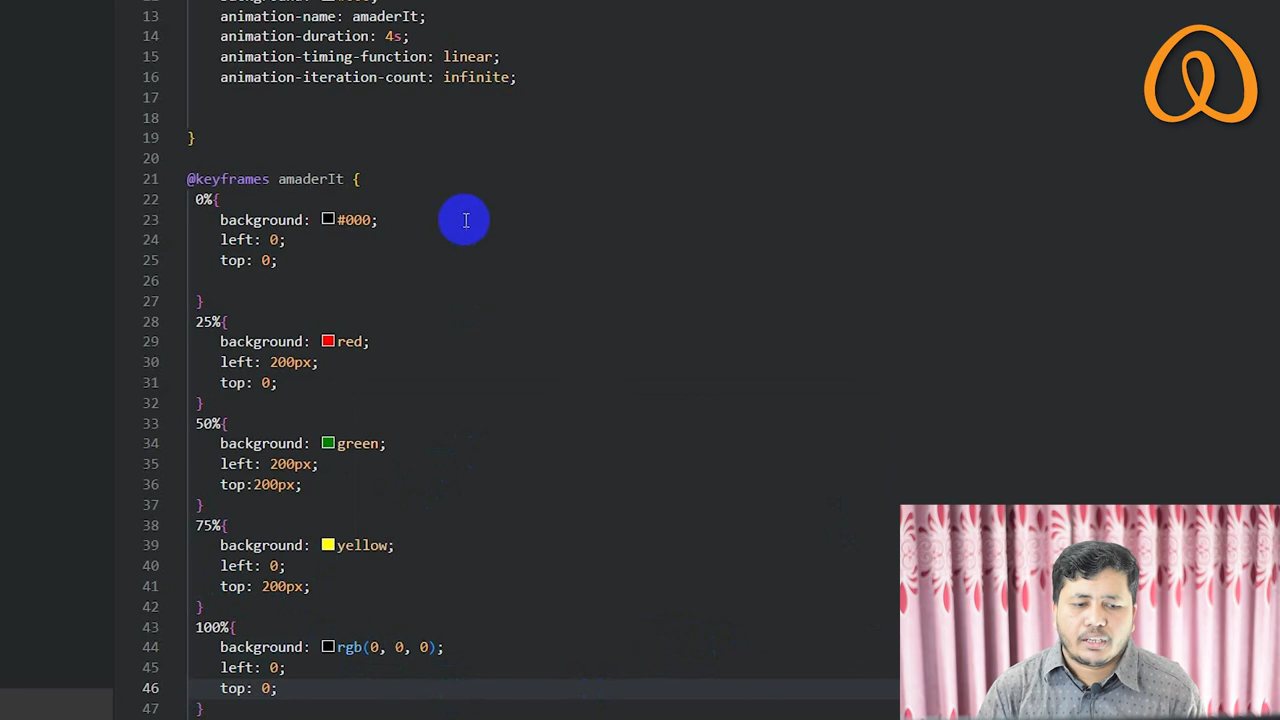 13 animation-name: amaderIt;
14 animation-duration: 4s;
15 animation-timing-function: linear;
16 animation-iteration-count: infinite;
17
18
19 }
20
21 @keyframes amaderIt {
22 0%{
23 background: #000;
24 left: 0;
25 top: 0;
26
27 }
28 25%{
29 background: red;
30 left: 200px;
31 top: 0;
32 }
33 50%{
34 background: green;
35 left: 200px;
36 top:200px;
37 }
38 75%{
39 background: yellow;
40 left: 0;
41 top: 200px;
42 }
43 100%{
44 background: rgb(0, 0, 0);
45 left: 0;
46 top: 0;
47 }